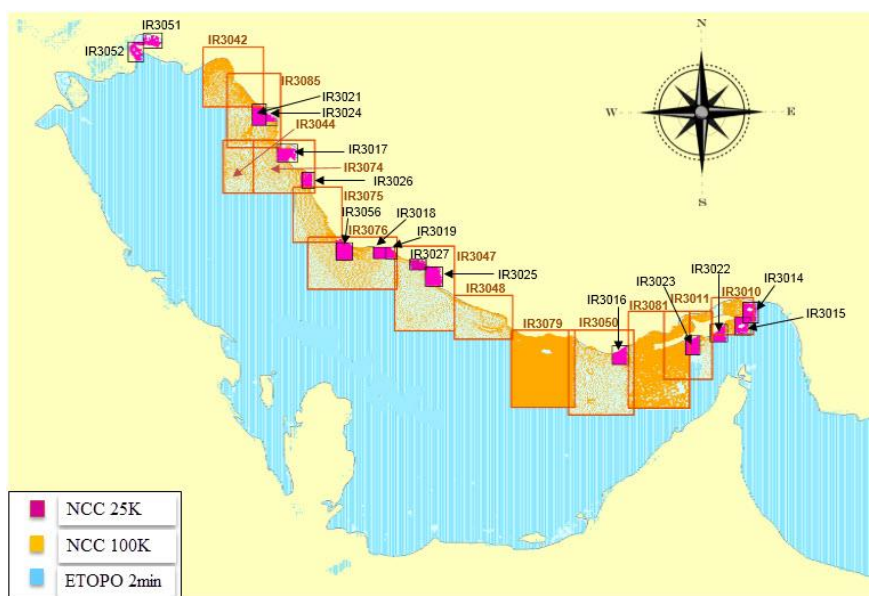 IR3051
IR3052
IR3042
N
IR3085
IR3021
IR3024
IR3044
W
E
IR3017
IR3074
IR3026
S
IR3075
IR3056
IR3018
IR3076
IR3019
IR3047
IR3027
IR3025
IR3048
IR3022
IR3023
IR3010
IR3014
IR3016
IR3081
IR3011
IR3015
IR3079
IR3050
NCC 25K
NCC 100K
ETOPO 2min